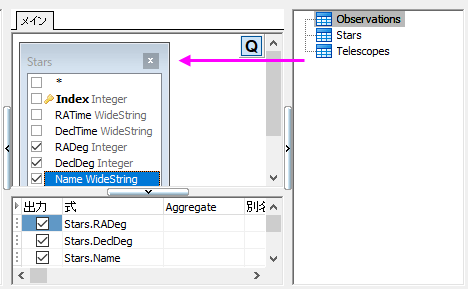 メイン
Q
Stars
*
Index Integer
RATime WideString
DeclTime WideString
RADeg Integer
DeclDeg Integer
Name WideString
出力 式 Aggregate 別名
Stars.RADeg
Stars.DeclDeg
Stars.Name
Observations
Stars
Telescopes